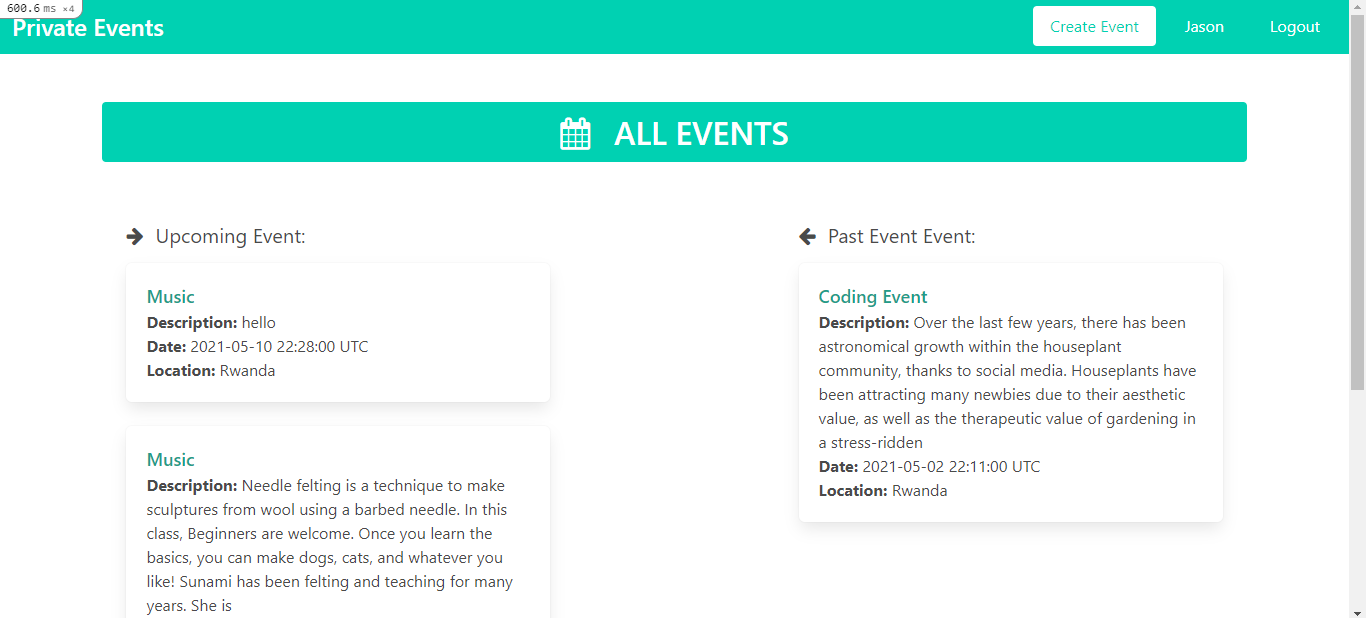 600.6 ms ×4
Private Events
Create Event
Jason
Logout
ALL EVENTS
Upcoming Event:
Music
Description: hello
Date: 2021-05-10 22:28:00 UTC
Location: Rwanda
Music
Description: Needle felting is a technique to make
sculptures from wool using a barbed needle. In this
class, Beginners are welcome. Once you learn the
basics, you can make dogs, cats, and whatever you
like! Sunami has been felting and teaching for many
years. She is
Past Event Event:
Coding Event
Description: Over the last few years, there has been
astronomical growth within the houseplant
community, thanks to social media. Houseplants have
been attracting many newbies due to their aesthetic
value, as well as the therapeutic value of gardening in
a stress-ridden
Date: 2021-05-02 22:11:00 UTC
Location: Rwanda